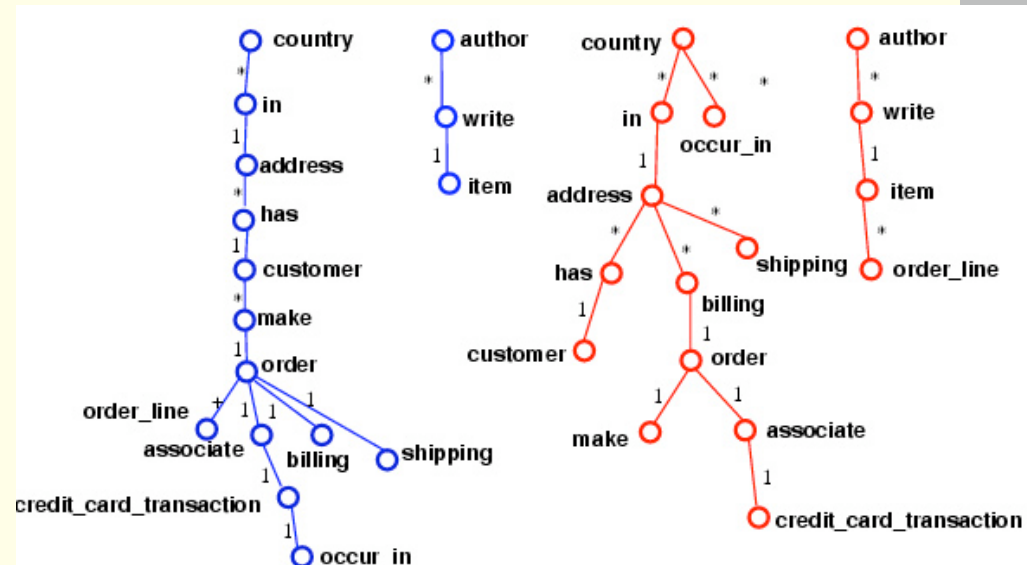 country
*
in
1
address
*
has
1
customer
*
make
1
order
+
1
1
1
order_line
associate
billing
shipping
1
credit_card_transaction
1
occur_in
author
*
write
1
item
country
*
*
*
in
occur_in
1
address
*
*
*
has
billing
shipping
1
customer
1
order
1
1
make
associate
1
credit_card_transaction
author
*
write
1
item
*
order_line